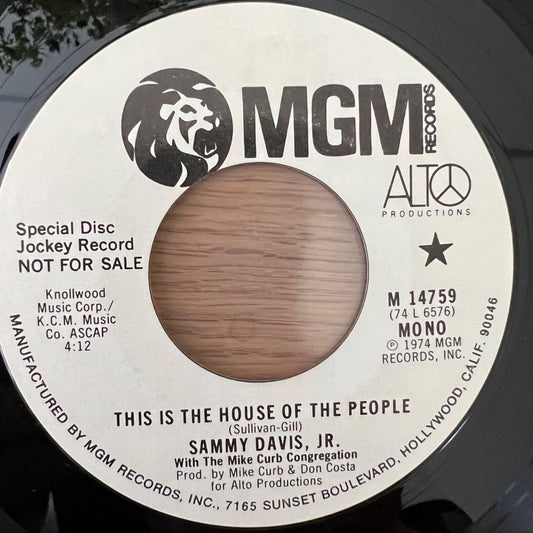 MGM
RECORDS
ALTO
PRODUCTIONS
Special Disc
Jockey Record
NOT FOR SALE
Knollwood
Music Corp./
K.C.M. Music
Co. ASCAP
4:12
M 14759
(74 L 6576)
MONO
Ⓟ 1974 MGM
RECORDS, INC.
THIS IS THE HOUSE OF THE PEOPLE
(Sullivan-Gill)
SAMMY DAVIS, JR.
With The Mike Curb Congregation
Prod. by Mike Curb & Don Costa
for Alto Productions
MANUFACTURED BY MGM RECORDS, INC., 7165 SUNSET BOULEVARD, HOLLYWOOD, CALIF. 90046